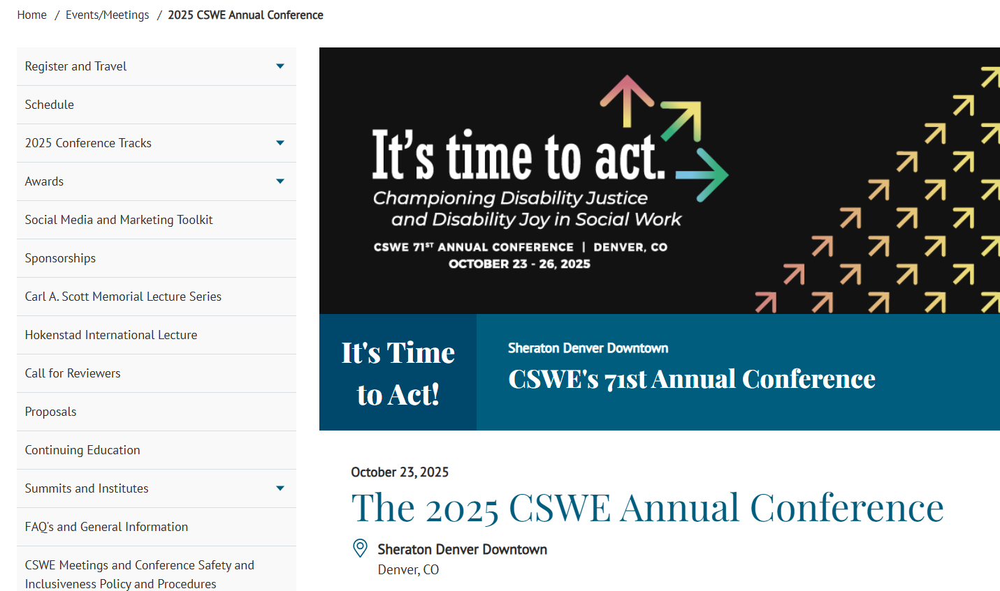 Home / Events/Meetings / 2025 CSWE Annual Conference
Register and Travel
Schedule
2025 Conference Tracks
Awards
Social Media and Marketing Toolkit
Sponsorships
Carl A. Scott Memorial Lecture Series
Hokenstad International Lecture
Call for Reviewers
Proposals
Continuing Education
Summits and Institutes
FAQ's and General Information
CSWE Meetings and Conference Safety and
Inclusiveness Policy and Procedures
It's time to act.
Championing Disability Justice
and Disability Joy in Social Work
CSWE 71ST ANNUAL CONFERENCE | DENVER, CO
OCTOBER 23 - 26, 2025
It's Time
to Act!
Sheraton Denver Downtown
CSWE's 71st Annual Conference
October 23, 2025
The 2025 CSWE Annual Conference
Sheraton Denver Downtown
Denver, CO